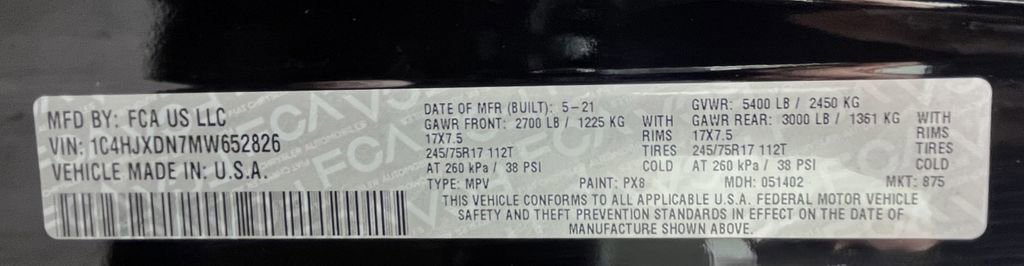 MFD BY: FCA US LLC
VIN: 1C4HJXDN7MW652826
VEHICLE MADE IN: U.S.A.
DATE OF MFR (BUILT): 5-21
GVWR: 5400 LB / 2450 KG
GAWR FRONT: 2700 LB / 1225 KG WITH
GAWR REAR: 3000 LB / 1361 KG WITH
17X7.5 RIMS
17X7.5 RIMS
245/75R17 112T TIRES
245/75R17 112T TIRES
AT 260 kPa / 38 PSI COLD
AT 260 kPa / 38 PSI COLD
TYPE: MPV PAINT: PX8 MDH: 051402 MKT: 875
THIS VEHICLE CONFORMS TO ALL APPLICABLE U.S.A. FEDERAL MOTOR VEHICLE
SAFETY AND THEFT PREVENTION STANDARDS IN EFFECT ON THE DATE OF
MANUFACTURE SHOWN ABOVE.